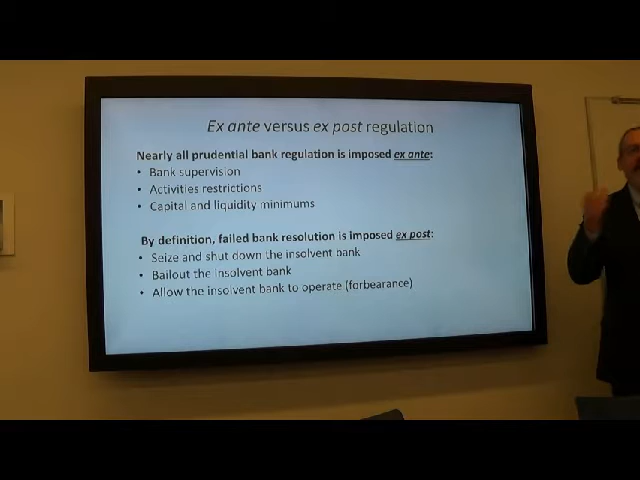 Ex ante versus ex post regulation
Nearly all prudential bank regulation is imposed ex ante:
• Bank supervision
• Activities restrictions
• Capital and liquidity minimums
By definition, failed bank resolution is imposed ex post:
• Seize and shut down the insolvent bank
• Bailout the insolvent bank
• Allow the insolvent bank to operate (forbearance)